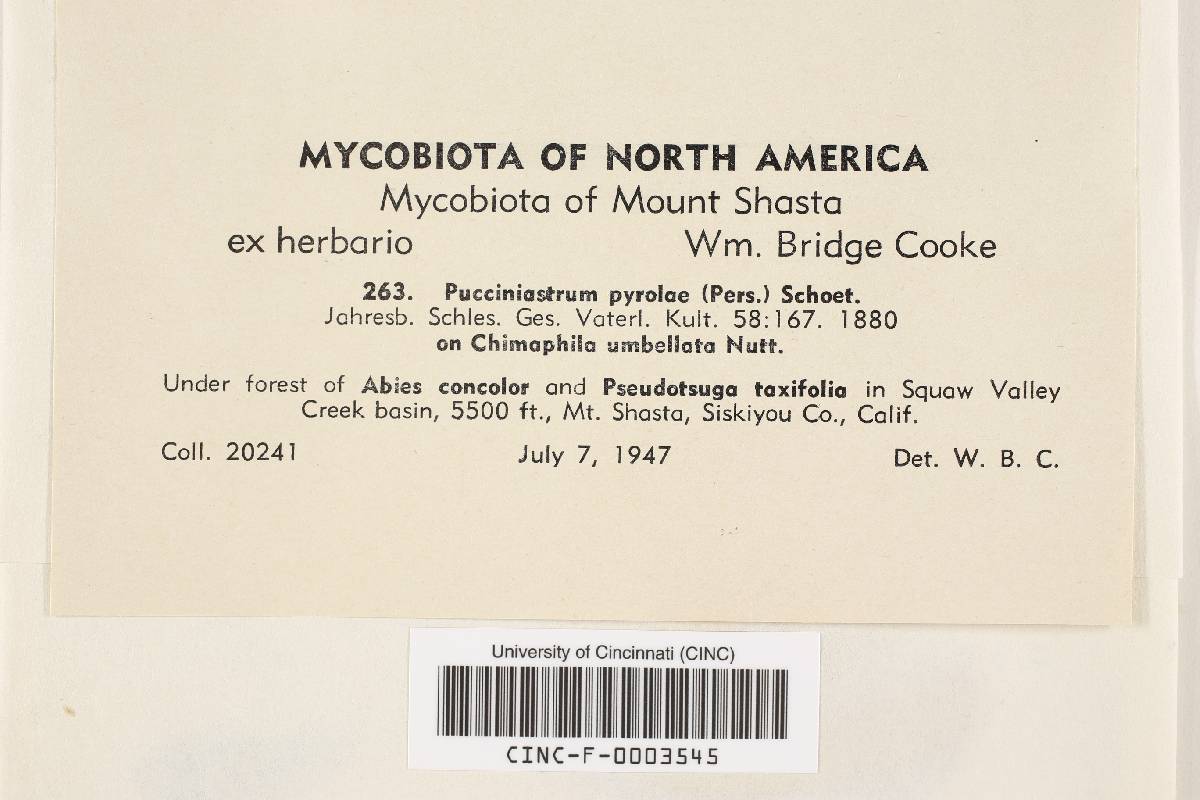 MYCOBIOTA OF NORTH AMERICA
Mycobiota of Mount Shasta
ex herbario Wm. Bridge Cooke
263. Pucciniastrum pyrolae (Pers.) Schoet.
Jahresb. Schles. Ges. Vaterl. Kult. 58:167. 1880
on Chimaphila umbellata Nutt.
Under forest of Abies concolor and Pseudotsuga taxifolia in Squaw Valley
Creek basin, 5500 ft., Mt. Shasta, Siskiyou Co., Calif.
Coll. 20241 July 7, 1947 Det. W. B. C.
University of Cincinnati (CINC)
CINC-F-0003545